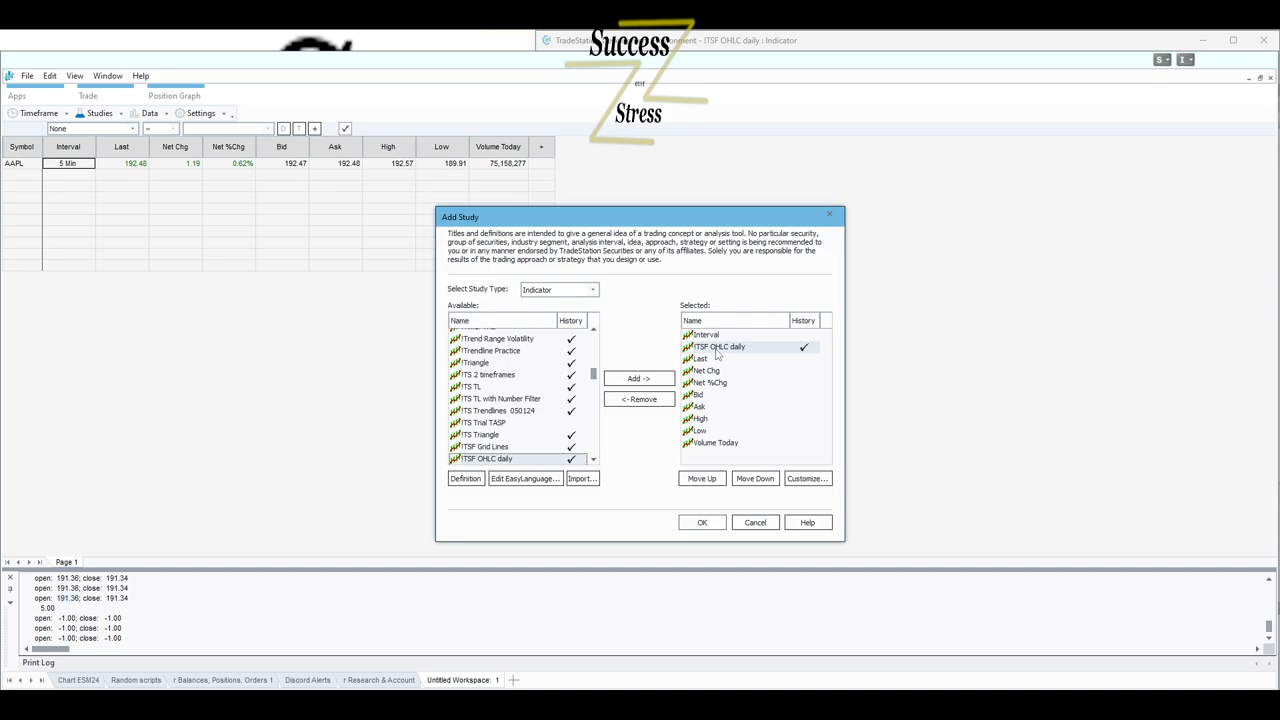 TradeStation
nment - !TSF OHLC daily : Indicator
Success
and
Stress
S
I
File Edit View Window Help
Apps Trade Position Graph
Timeframe Studies Data Settings
None =
D T +
Symbol Interval Last Net Chg Net %Chg Bid Ask High Low Volume Today +
AAPL 5 Min 192.48 1.19 0.62% 192.47 192.48 192.57 189.91 75,158,277
Add Study
Titles and definitions are intended to give a general idea of a trading concept or analysis tool. No particular security,
group of securities, industry segment, analysis interval, idea, approach, strategy or setting is being recommended to
you or in any manner endorsed by TradeStation Securities or any of its affiliates. Solely you are responsible for the
results of the trading approach or strategy that you design or use.
Select Study Type: Indicator
Available:
Name History
!Trend Range Volatility
!Trendline Practice
!Triangle
!TS 2 timeframes
!TS TL
!TS TL with Number Filter
!TS Trendlines 050124
!TS Trial TASP
!TS Triangle
!TSF Grid Lines
!TSF OHLC daily
Add ->
<- Remove
Selected:
Name History
Interval
!TSF OHLC daily
Last
Net Chg
Net %Chg
Bid
Ask
High
Low
Volume Today
Definition Edit EasyLanguage... Import...
Move Up Move Down Customize...
OK Cancel Help
Page 1
open: 191.36; close: 191.34
open: 191.36; close: 191.34
open: 191.36; close: 191.34
5.00
open: -1.00; close: -1.00
open: -1.00; close: -1.00
open: -1.00; close: -1.00
Print Log
Chart ESM24 Random scripts r Balances, Positions, Orders 1 Discord Alerts r Research & Account Untitled Workspace: 1